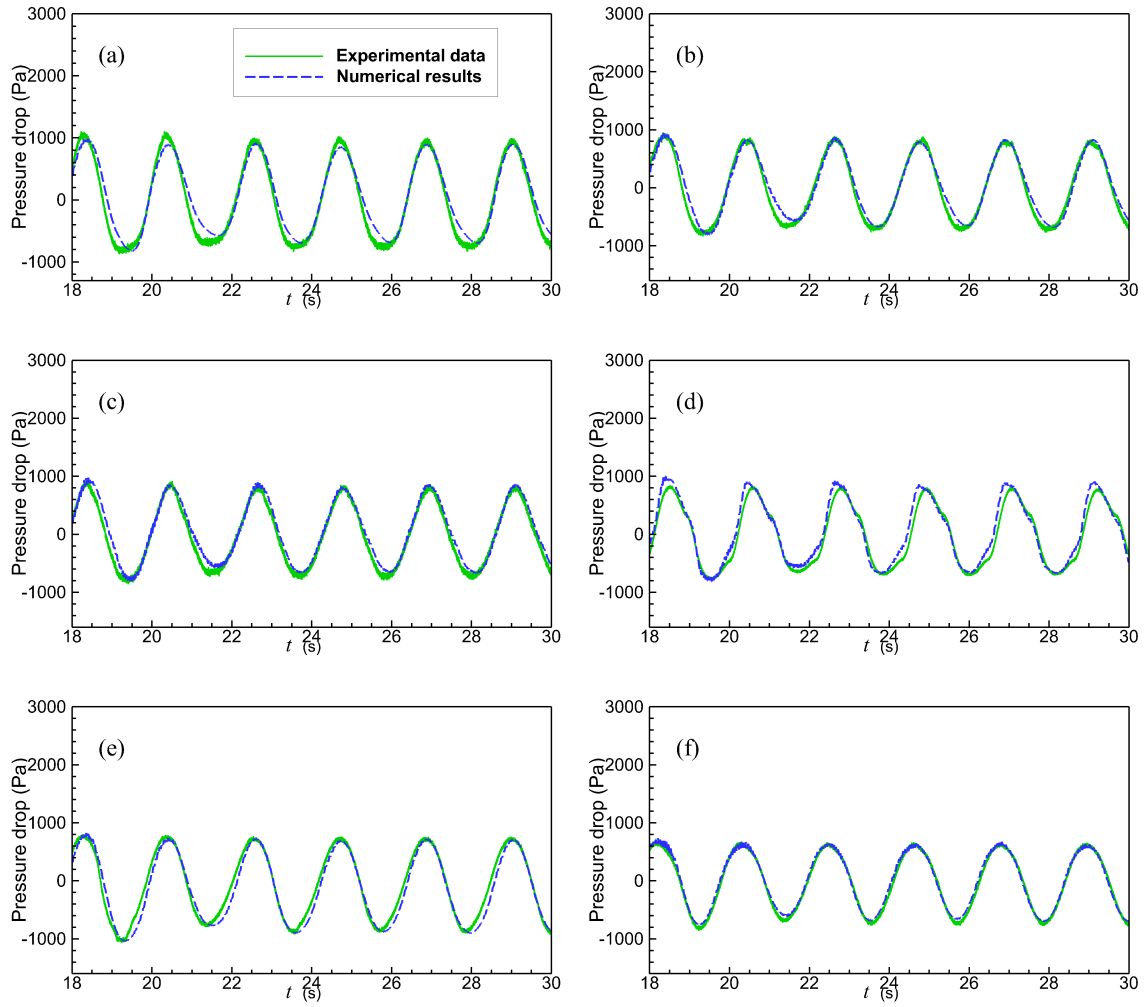 3000
2000
1000
0
-1000
Pressure drop (Pa)
(a)
Experimental data
Numerical results
18 20 22 24 26 28 30
t (s)
3000
2000
1000
0
-1000
Pressure drop (Pa)
(b)
18 20 22 24 26 28 30
t (s)
3000
2000
1000
0
-1000
Pressure drop (Pa)
(c)
18 20 22 24 26 28 30
t (s)
3000
2000
1000
0
-1000
Pressure drop (Pa)
(d)
18 20 22 24 26 28 30
t (s)
3000
2000
1000
0
-1000
Pressure drop (Pa)
(e)
18 20 22 24 26 28 30
t (s)
3000
2000
1000
0
-1000
Pressure drop (Pa)
(f)
18 20 22 24 26 28 30
t (s)